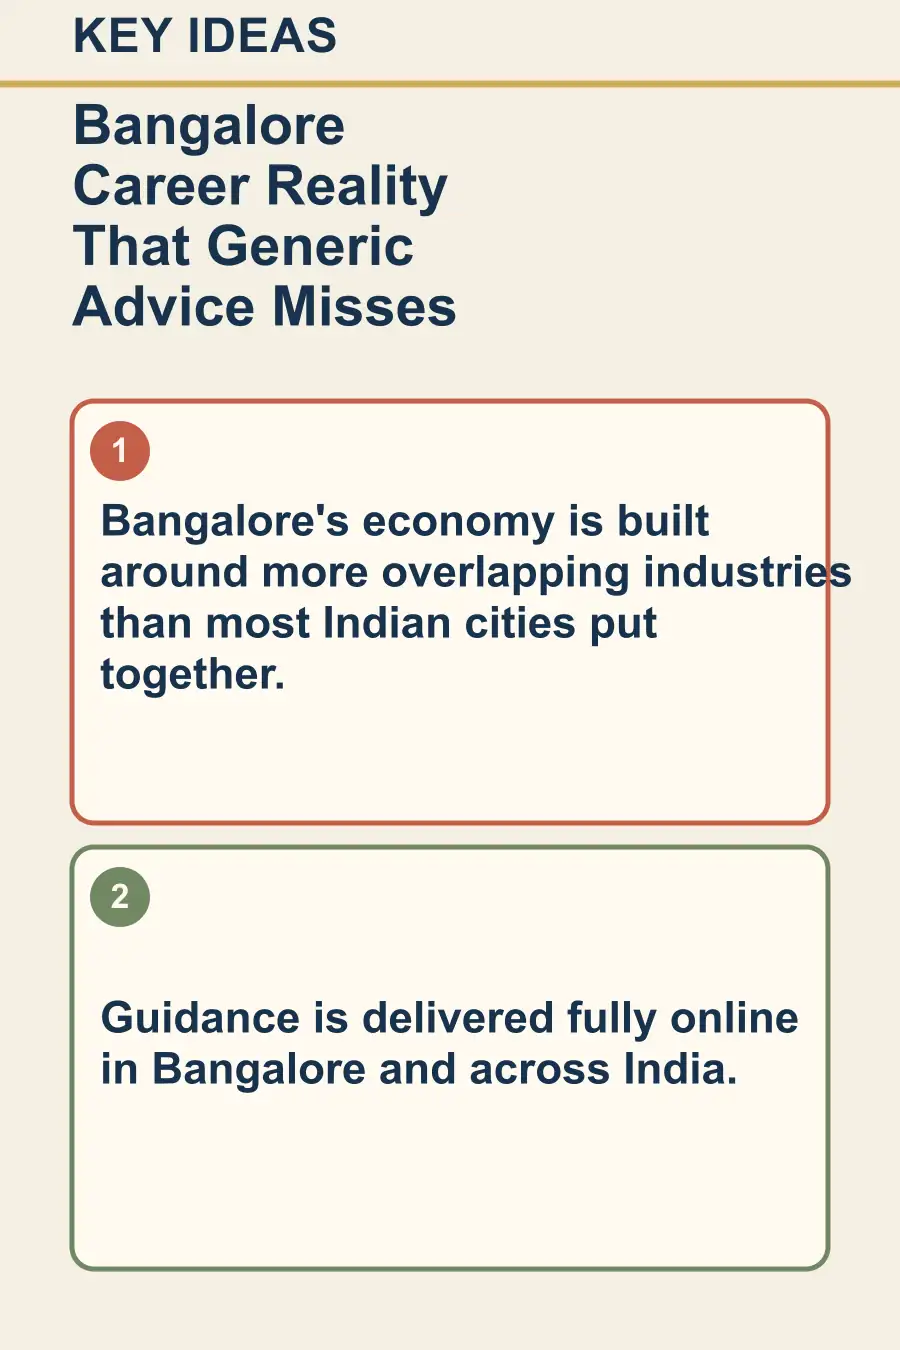 KEY IDEAS
Bangalore
Career Reality
That Generic
Advice Misses
1
Bangalore's economy is built
around more overlapping industries
than most Indian cities put
together.
2
Guidance is delivered fully online
in Bangalore and across India.